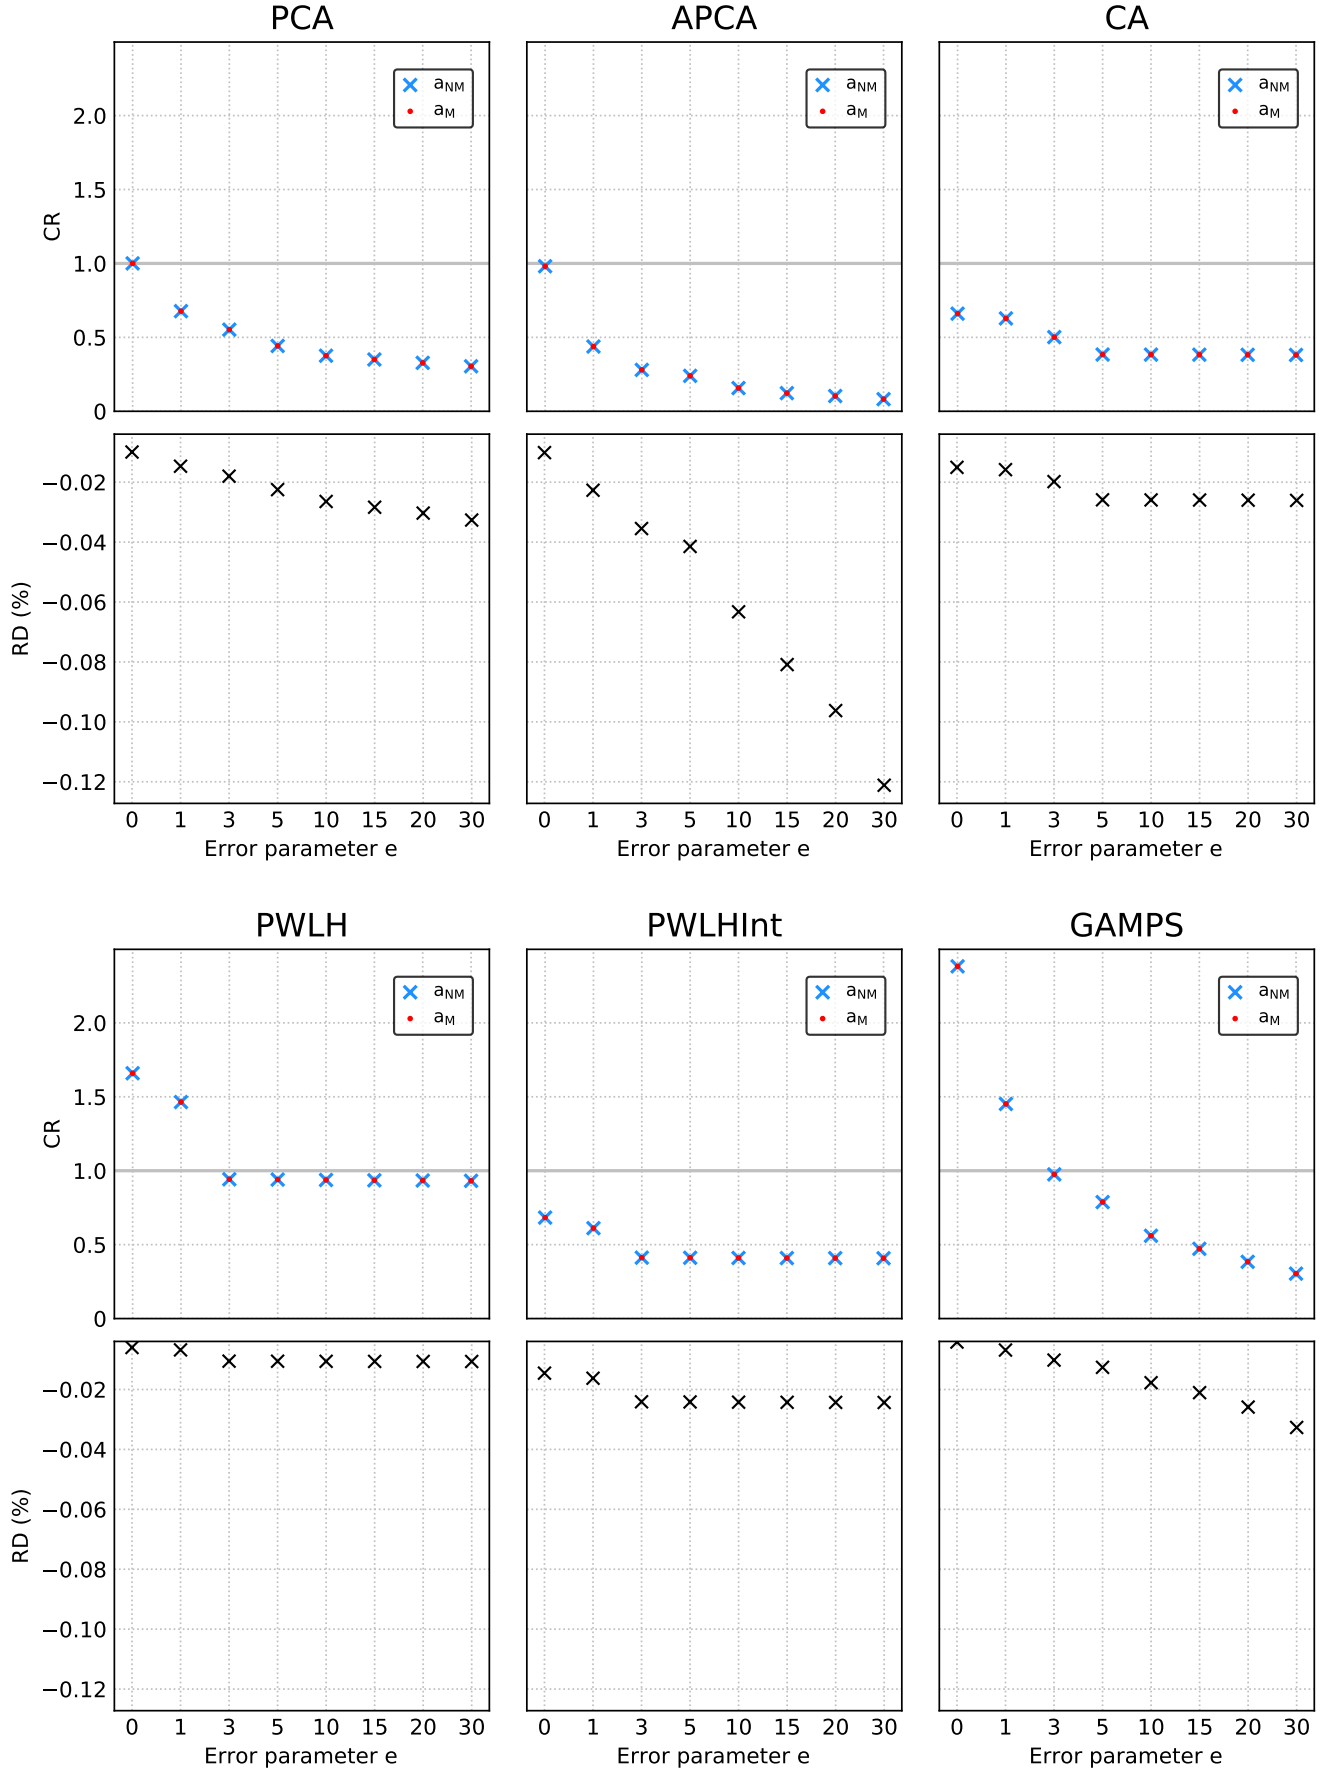 PCA APCA CA
a_NM a_NM a_NM
a_M a_M a_M
2.0
1.5
CR
1.0
0.5
0
−0.02
−0.04
−0.06
RD (%)
−0.08
−0.10
−0.12
0 1 3 5 10 15 20 30 0 1 3 5 10 15 20 30 0 1 3 5 10 15 20 30
Error parameter e Error parameter e Error parameter e
PWLH PWLHInt GAMPS
a_NM a_NM a_NM
a_M a_M a_M
2.0
1.5
CR
1.0
0.5
0
−0.02
−0.04
−0.06
RD (%)
−0.08
−0.10
−0.12
0 1 3 5 10 15 20 30 0 1 3 5 10 15 20 30 0 1 3 5 10 15 20 30
Error parameter e Error parameter e Error parameter e